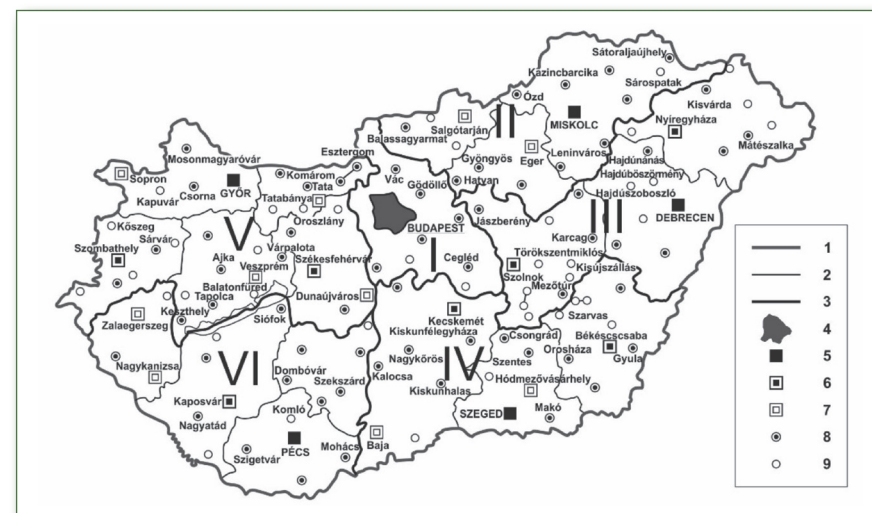 Sátoraljaújhely
Kazincbarcika
Sárospatak
Ózd
Kisvárda
II
MISKOLC
Nyíregyháza
Salgótarján
Balassagyarmat
Mátészalka
Esztergom
Eger
Leninváros
Mosonmagyaróvár
Gyöngyös
Hajdúnánás
Komárom
Vác
Hatvan
Hajdúböszörmény
Sopron
Tata
Gödöllő
Hajdúszoboszló
Kapuvár
Csorna
GYŐR
Tatabánya
III
Oroszlány
BUDAPEST
Jászberény
DEBRECEN
Kőszeg
V
Karcag
Sárvár
Várpalota
I
Szombathely
Székesfehérvár
Törökszentmiklós
Ajka
Cegléd
Veszprém
Szolnok
Kisújszállás
Balatonfüred
Mezőtúr
Tapolca
Dunaújváros
Keszthely
Siófok
Kecskemét
Szarvas
Zalaegerszeg
Kiskunfélegyháza
Csongrád
Békéscscsaba
Orosháza
VI
Nagykőrös
IV
Szentes
Gyula
Nagykanizsa
Dombóvár
Kalocsa
Hódmezővásárhely
Szekszárd
Kiskunhalas
Kaposvár
Komló
SZEGED
Makó
Nagyatád
PÉCS
Mohács
Baja
Szigetvár
1
2
3
4
5
6
7
8
9